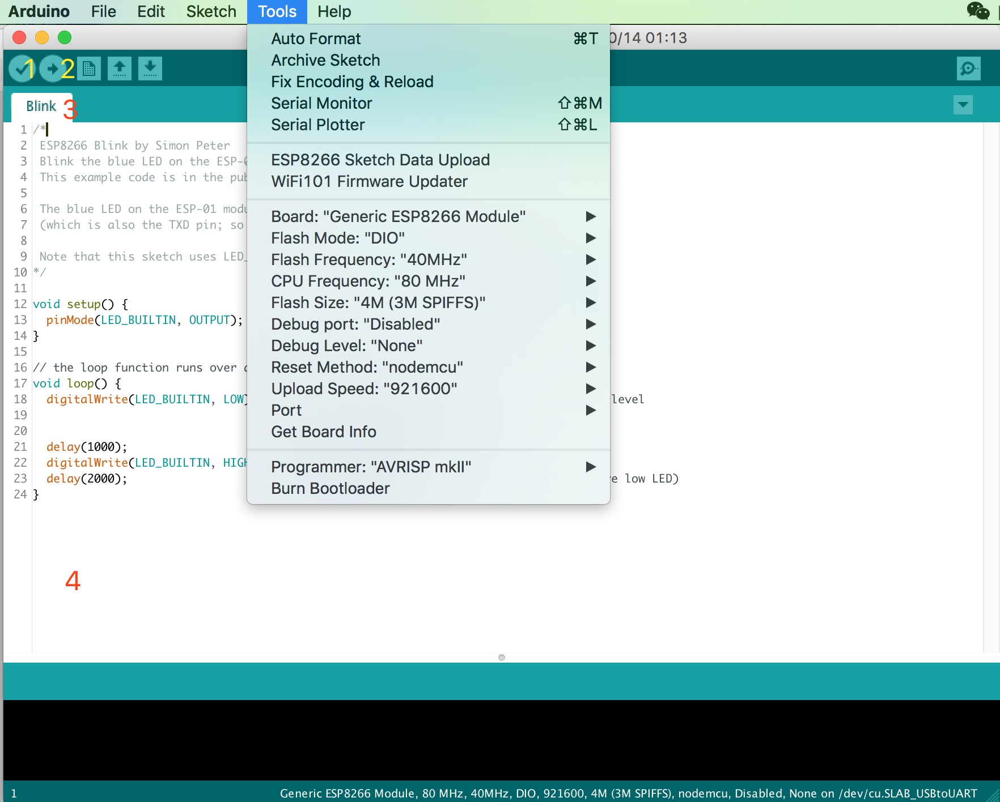 Arduino File Edit Sketch Tools Help
0/14 01:13
1 2
Blink 3
Auto Format ⌘T
Archive Sketch
Fix Encoding & Reload
Serial Monitor ⇧⌘M
Serial Plotter ⇧⌘L
ESP8266 Sketch Data Upload
WiFi101 Firmware Updater
Board: "Generic ESP8266 Module"
Flash Mode: "DIO"
Flash Frequency: "40MHz"
CPU Frequency: "80 MHz"
Flash Size: "4M (3M SPIFFS)"
Debug port: "Disabled"
Debug Level: "None"
Reset Method: "nodemcu"
Upload Speed: "921600"
Port
Get Board Info
Programmer: "AVRISP mkII"
Burn Bootloader
1 /*
2 ESP8266 Blink by Simon Peter
3 Blink the blue LED on the ESP-0
4 This example code is in the pub
5
6 The blue LED on the ESP-01 modu
7 (which is also the TXD pin; so
8
9 Note that this sketch uses LED_
10 */
11
12 void setup() {
13 pinMode(LED_BUILTIN, OUTPUT);
14 }
15
16 // the loop function runs over
17 void loop() {
18 digitalWrite(LED_BUILTIN, LOW) level
19
20
21 delay(1000);
22 digitalWrite(LED_BUILTIN, HIGH
23 delay(2000); e low LED)
24 }
4
1 Generic ESP8266 Module, 80 MHz, 40MHz, DIO, 921600, 4M (3M SPIFFS), nodemcu, Disabled, None on /dev/cu.SLAB_USBtoUART